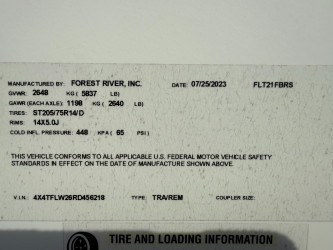 MANUFACTURED BY: FOREST RIVER, INC. DATE: 07/25/2023 FLT21FBRS
GVWR: 2648 KG ( 5837 LB)
GAWR (EACH AXLE): 1198 KG ( 2640 LB)
TIRES: ST205/75R14/D
RIMS: 14X5.0J
COLD INFL. PRESSURE: 448 KPA ( 65 PSI)
THIS VEHICLE CONFORMS TO ALL APPLICABLE U.S. FEDERAL MOTOR VEHICLE SAFETY
STANDARDS IN EFFECT ON THE DATE OF MANUFACTURE SHOWN ABOVE.
V.I.N.: 4X4TFLW26RD456218 TYPE: TRA/REM COUPLER SIZE:
TIRE AND LOADING INFORMATION